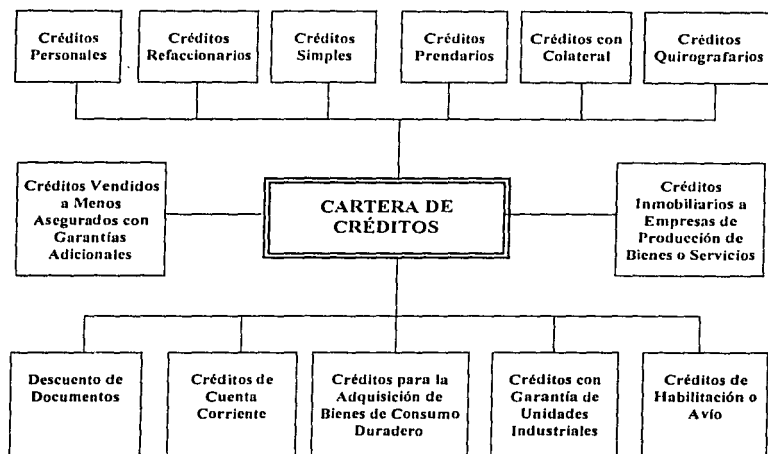 Créditos
Personales
Créditos
Refaccionarios
Créditos
Simples
Créditos
Prendarios
Créditos con
Colateral
Créditos
Quirografarios
Créditos Vendidos
a Menos
Asegurados con
Garantías
Adicionales
CARTERA DE
CRÉDITOS
Créditos
Inmobiliarios a
Empresas de
Producción de
Bienes o Servicios
Descuento de
Documentos
Créditos de
Cuenta
Corriente
Créditos para la
Adquisición de
Bienes de Consumo
Duradero
Créditos con
Garantía de
Unidades
Industriales
Créditos de
Habilitación o
Avío